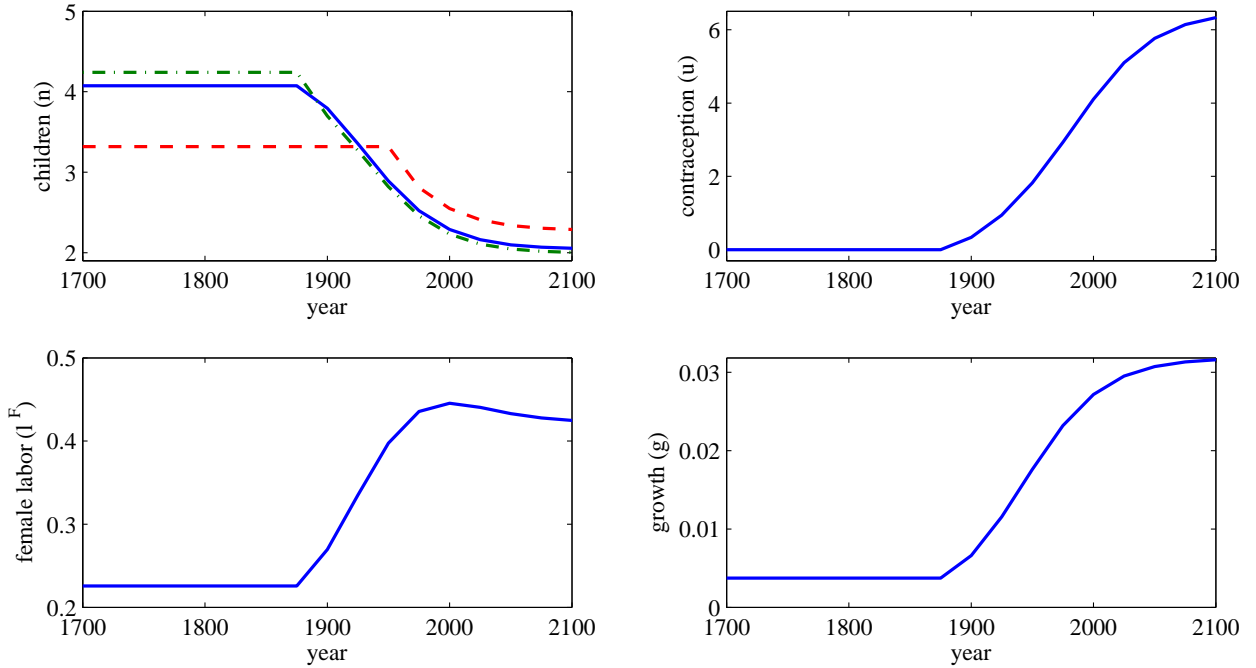 5
4
3
2
children (n)
1700 1800 1900 2000 2100
year
6
4
2
0
contraception (u)
1700 1800 1900 2000 2100
year
0.5
0.4
0.3
0.2
female labor (l F)
1700 1800 1900 2000 2100
year
0.03
0.02
0.01
0
growth (g)
1700 1800 1900 2000 2100
year